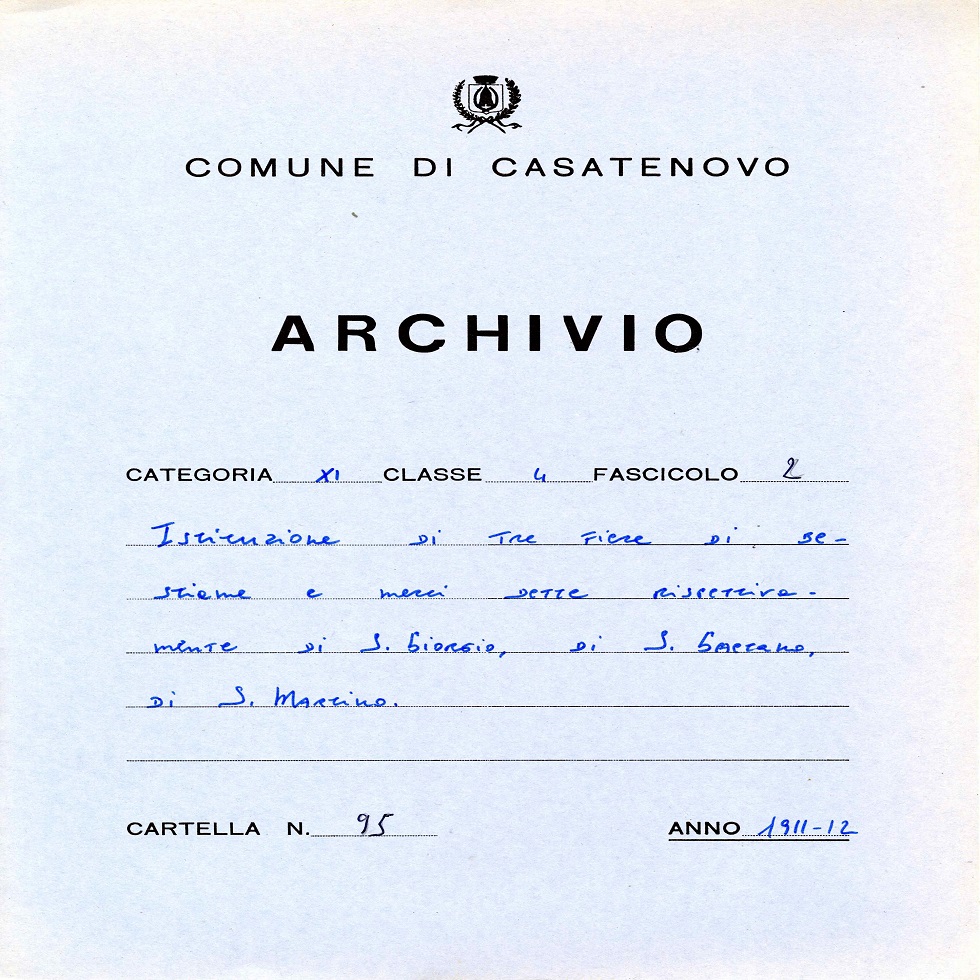 COMUNE DI CASATENOVO
ARCHIVIO
CATEGORIA XI CLASSE 4 FASCICOLO 2
Istituzione di tre fiere di be-
stiame e merci dette rispettiva-
mente di S. Giorgio, di S. Gaetano,
di S. Martino.
CARTELLA N. 95 ANNO 1911-12